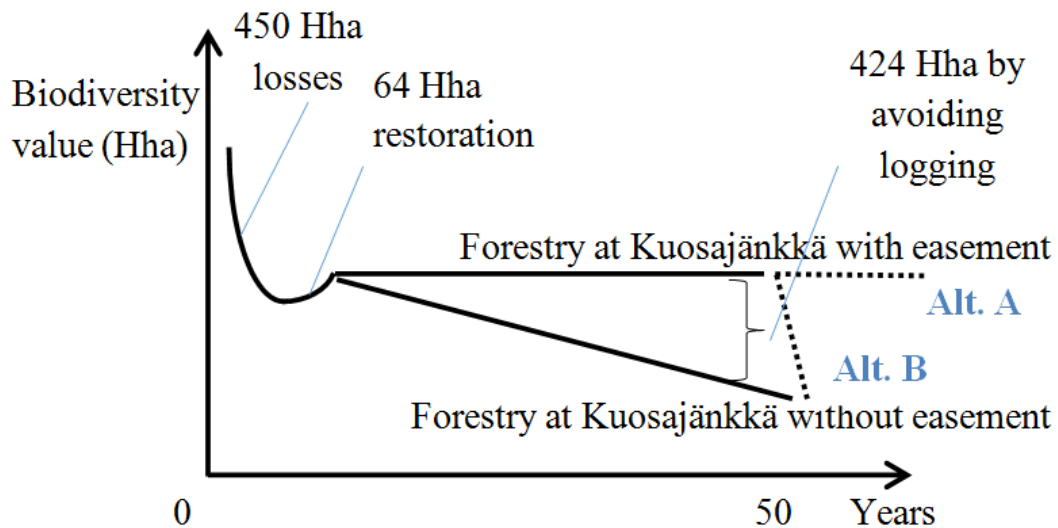 450 Hha
losses
Biodiversity
value (Hha)
64 Hha
restoration
424 Hha by
avoiding
logging
Forestry at Kuosajänkkä with easement
Alt. A
Alt. B
Forestry at Kuosajänkkä without easement
0
50
Years